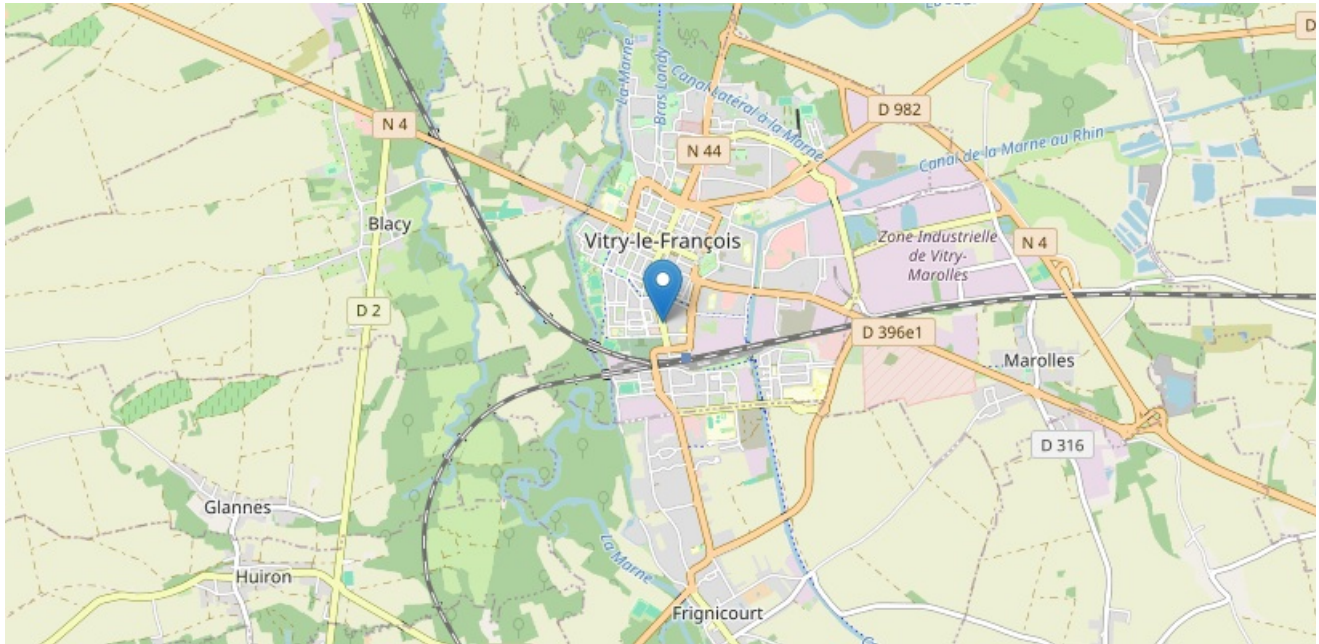 La Marne
Bras Landy
Canal Latéral à la Marne
D 982
N 4
N 44
Canal de la Marne au Rhin
Blacy
Vitry-le-François
Zone Industrielle
de Vitry-
Marolles
N 4
D 2
D 396e1
Marolles
D 316
Glannes
Huiron
La Marne
Frignicourt